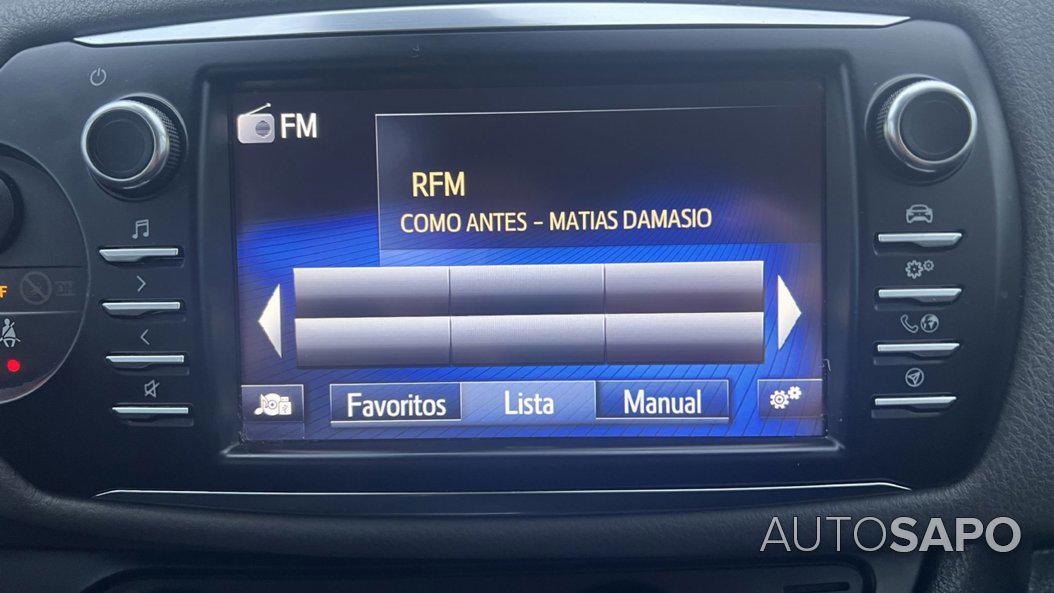 FM
RFM
COMO ANTES - MATIAS DAMASIO
Favoritos Lista Manual
AUTOSAPO